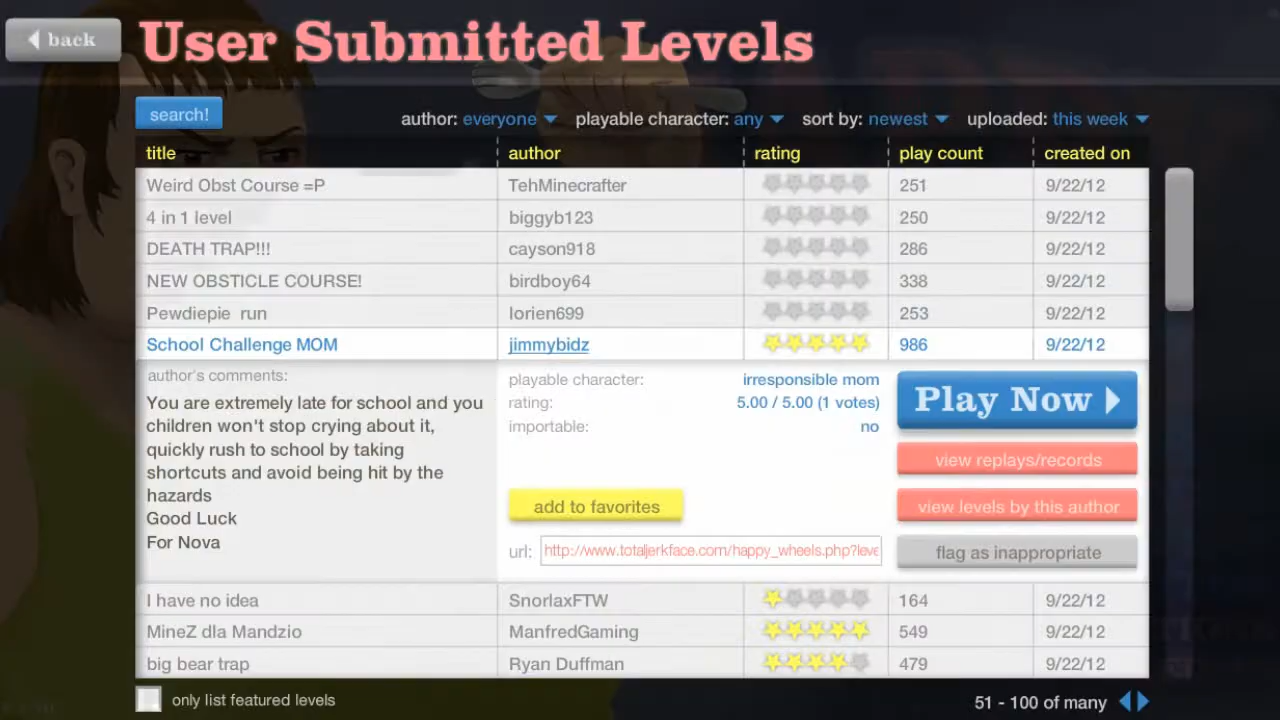 back
User Submitted Levels
search!
author: everyone playable character: any sort by: newest uploaded: this week
title author rating play count created on
Weird Obst Course =P TehMinecrafter 251 9/22/12
4 in 1 level biggyb123 250 9/22/12
DEATH TRAP!!! cayson918 286 9/22/12
NEW OBSTICLE COURSE! birdboy64 338 9/22/12
Pewdiepie run lorien699 253 9/22/12
School Challenge MOM jimmybidz 986 9/22/12
author's comments:
You are extremely late for school and you
children won't stop crying about it,
quickly rush to school by taking
shortcuts and avoid being hit by the
hazards
Good Luck
For Nova
playable character: irresponsible mom
rating: 5.00 / 5.00 (1 votes)
importable: no
add to favorites
url: http://www.totaljerkface.com/happy_wheels.php?leve
Play Now
view replays/records
view levels by this author
flag as inappropriate
I have no idea SnorlaxFTW 164 9/22/12
MineZ dla Mandzio ManfredGaming 549 9/22/12
big bear trap Ryan Duffman 479 9/22/12
only list featured levels
51 - 100 of many